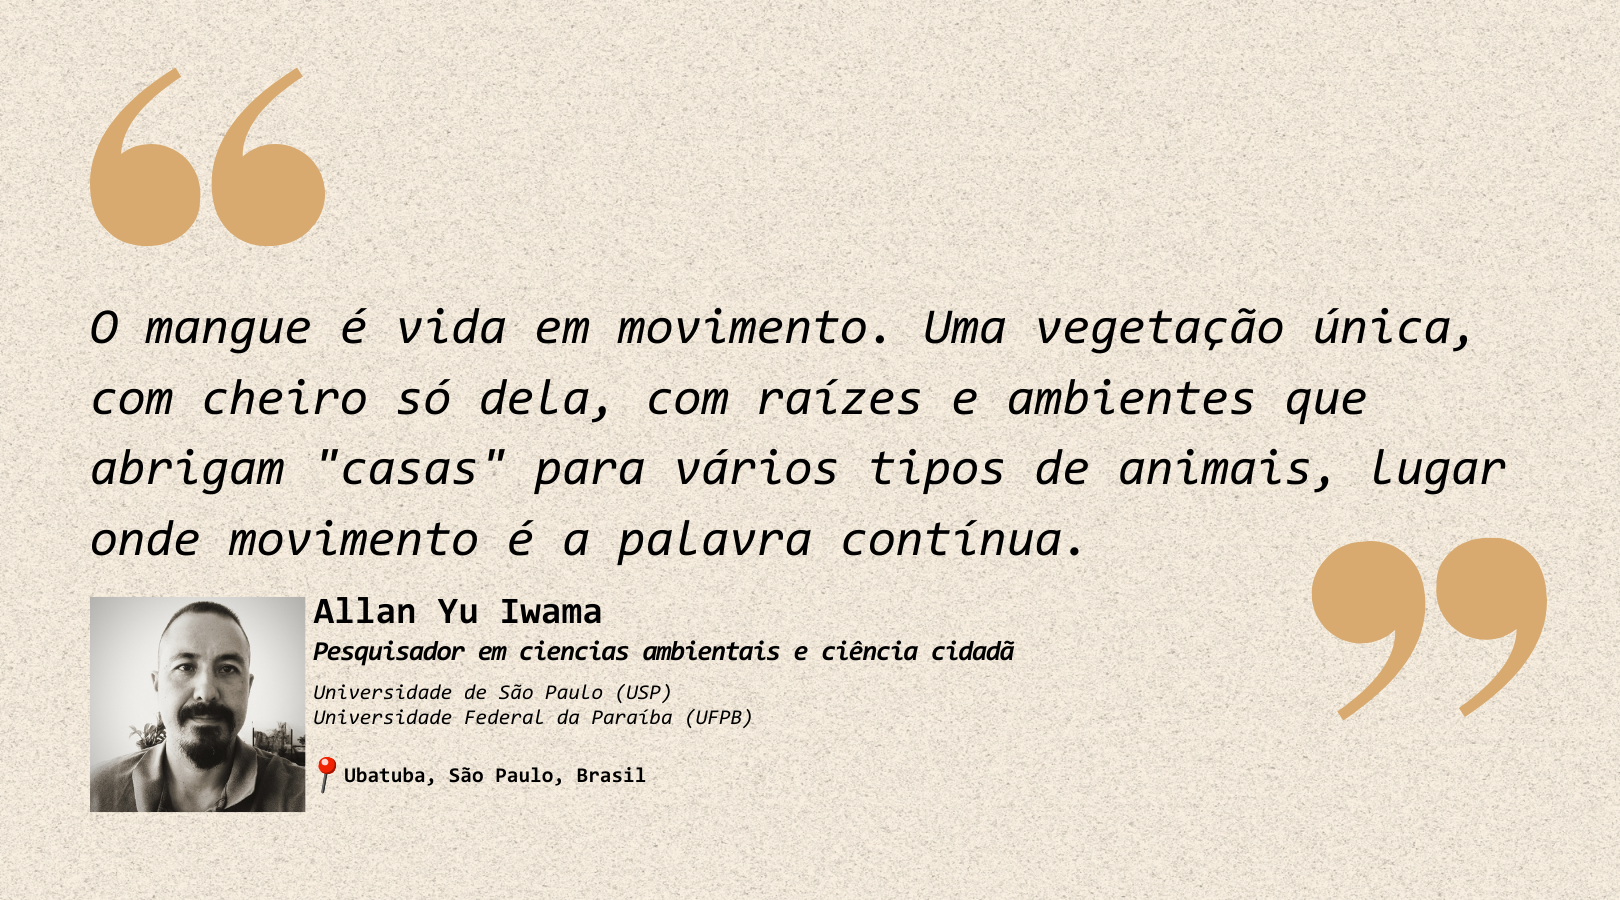 O mangue é vida em movimento. Uma vegetação única,
com cheiro só dela, com raízes e ambientes que
abrigam "casas" para vários tipos de animais, lugar
onde movimento é a palavra contínua.
Allan Yu Iwama
Pesquisador em ciencias ambientais e ciência cidadã
Universidade de São Paulo (USP)
Universidade Federal da Paraíba (UFPB)
Ubatuba, São Paulo, Brasil